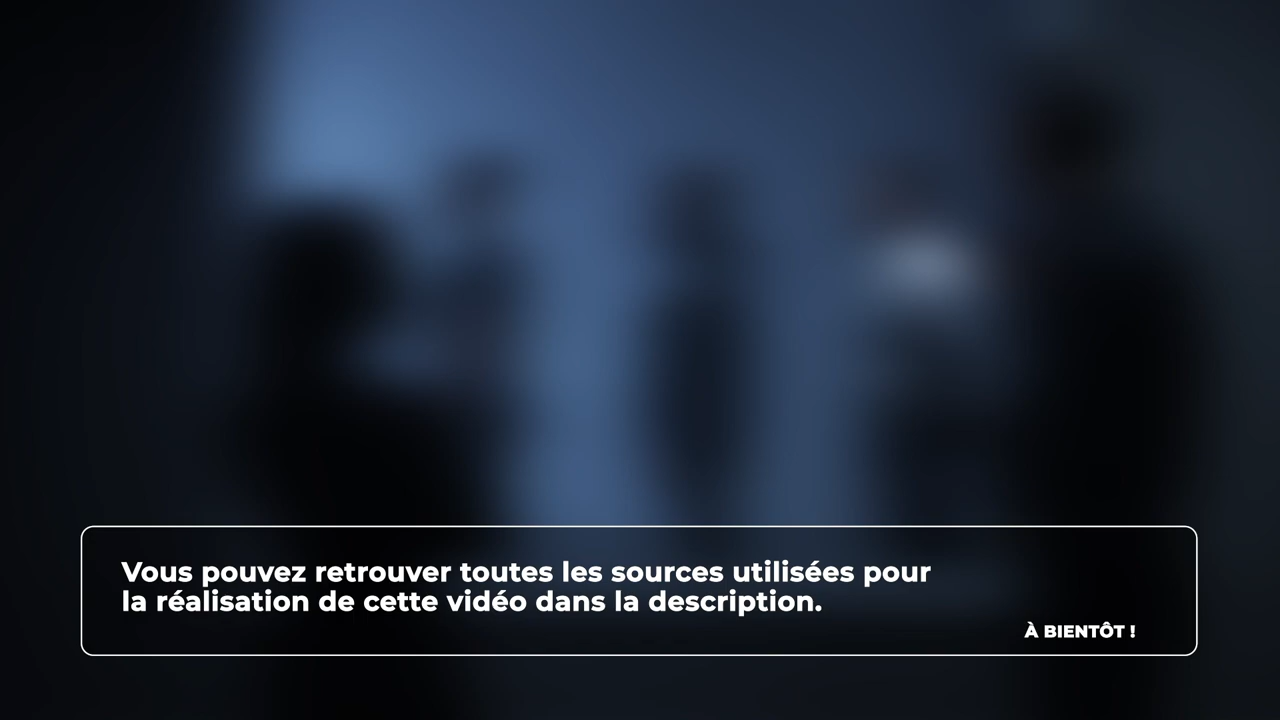 Vous pouvez retrouver toutes les sources utilisées pour
la réalisation de cette vidéo dans la description.
À BIENTÔT !